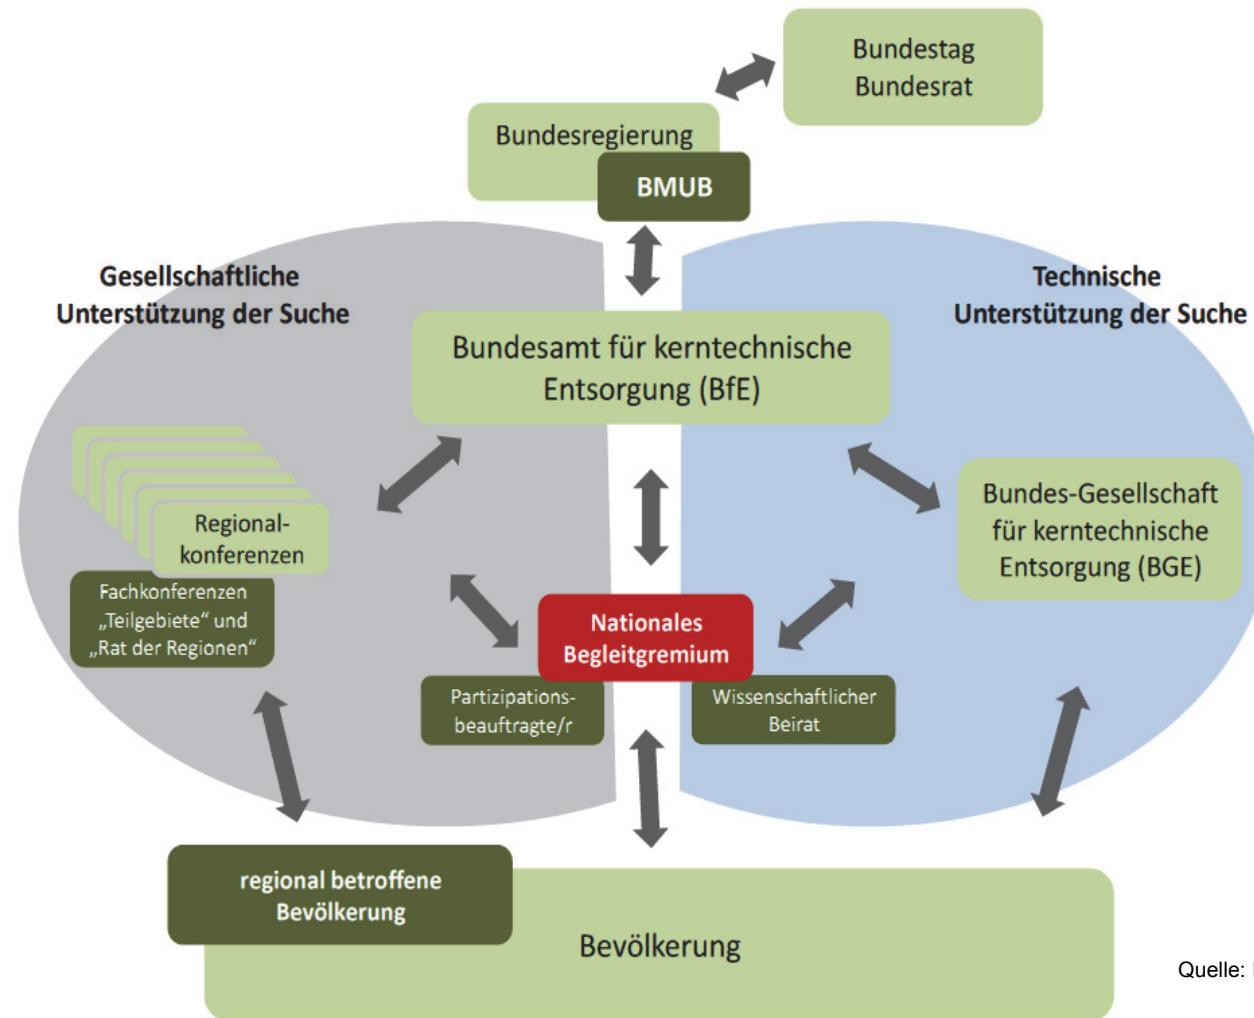 Bundestag
Bundesrat
Bundesregierung
BMUB
Gesellschaftliche
Unterstützung der Suche
Technische
Unterstützung der Suche
Bundesamt für kerntechnische
Entsorgung (BfE)
Regional-
konferenzen
Fachkonferenzen
„Teilgebiete“ und
„Rat der Regionen“
Bundes-Gesellschaft
für kerntechnische
Entsorgung (BGE)
Nationales
Begleitgremium
Partizipations-
beauftragte/r
Wissenschaftlicher
Beirat
regional betroffene
Bevölkerung
Bevölkerung
Quelle: